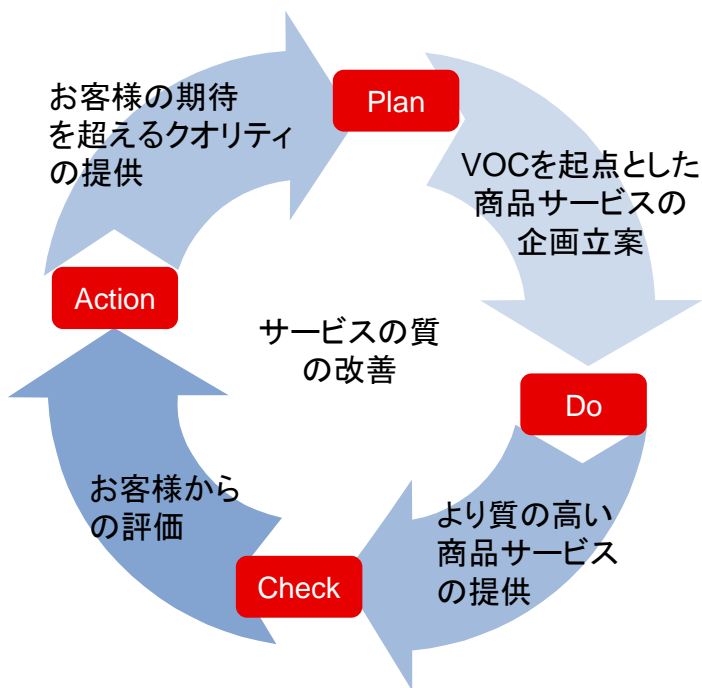 Plan
VOCを起点とした
商品サービスの
企画立案
Do
より質の高い
商品サービス
の提供
Check
お客様から
の評価
Action
お客様の期待
を超えるクオリティ
の提供
サービスの質
の改善